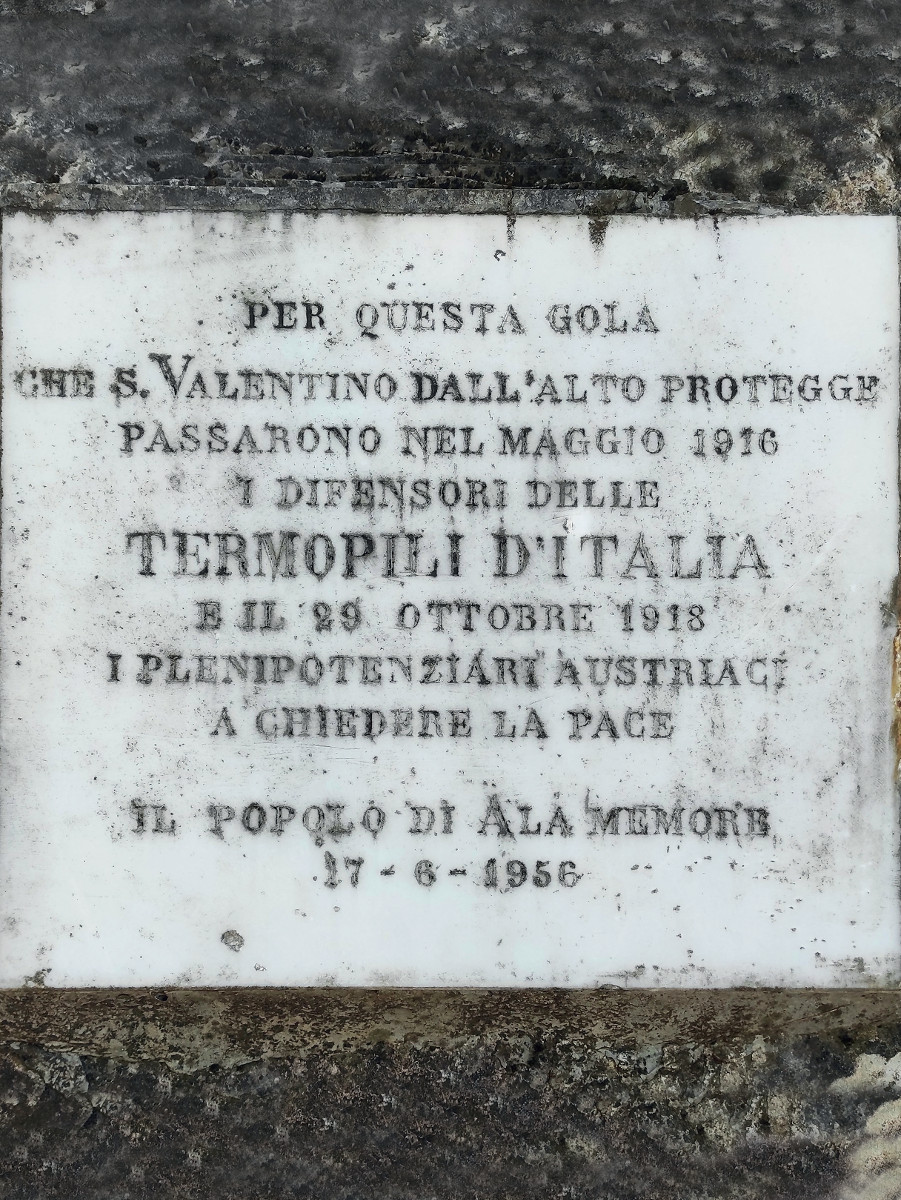 PER QUESTA GOLA
CHE S. VALENTINO DALL'ALTO PROTEGGE
PASSARONO NEL MAGGIO 1916
I DIFENSORI DELLE
TERMOPILI D'ITALIA
E IL 29 OTTOBRE 1918
I PLENIPOTENZIARI AUSTRIACI
A CHIEDERE LA PACE
IL POPOLO DI ALA MEMORE
17 - 6 - 1956